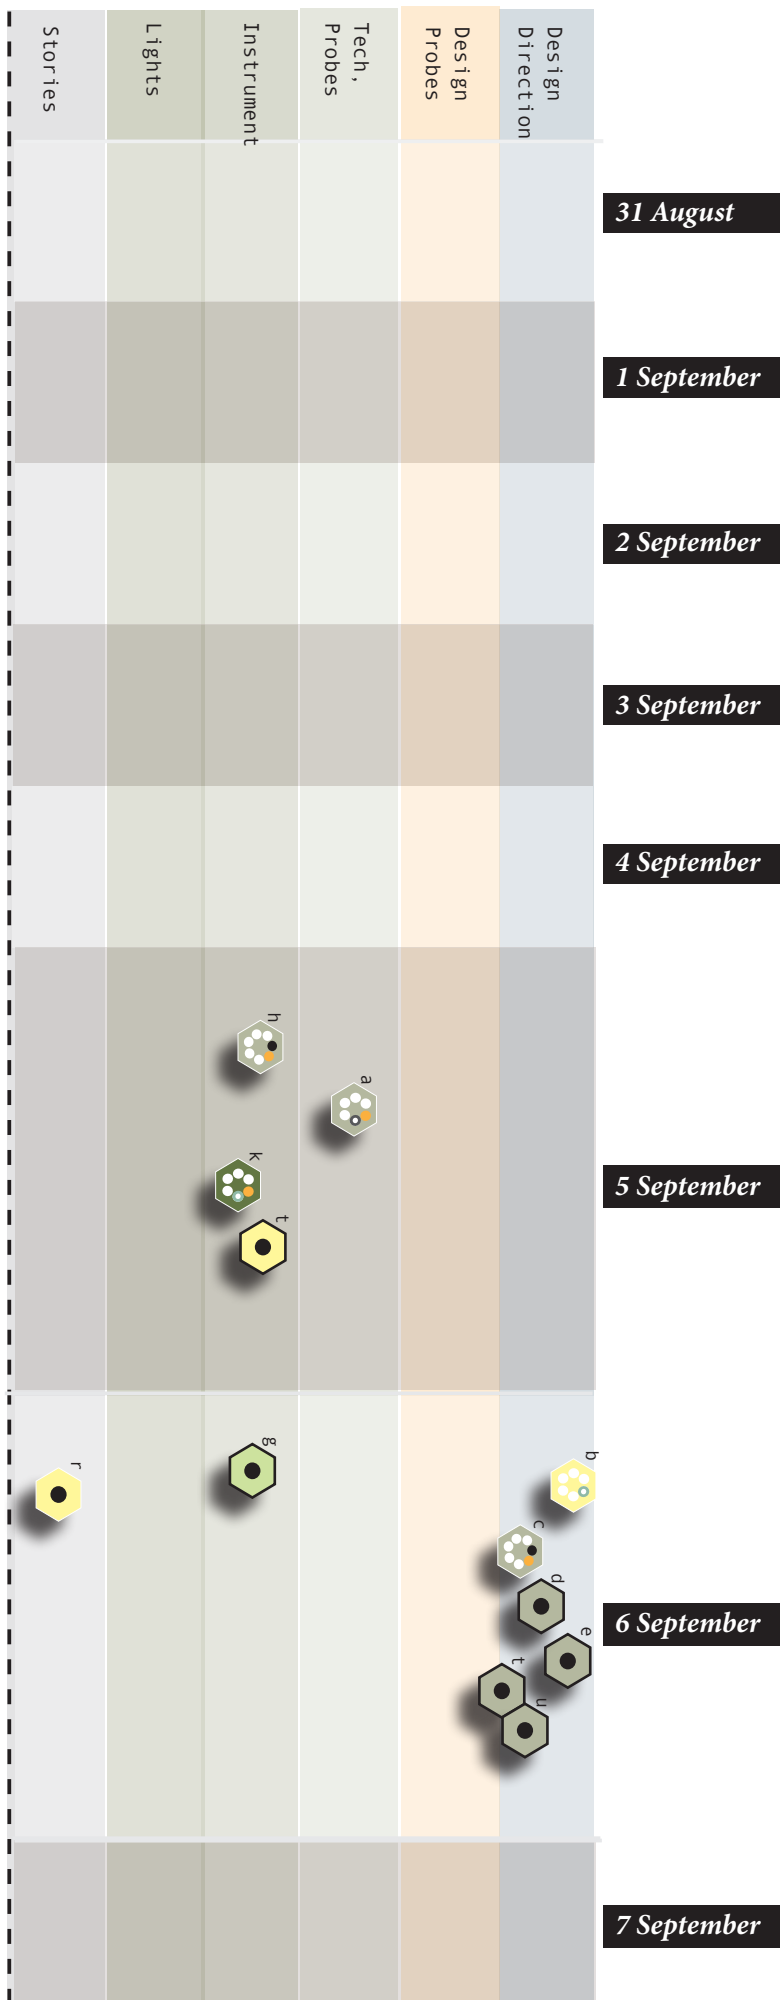 Stories
Lights
Instrument
Tech,
Probes
Design
Probes
Design
Direction
31 August
1 September
2 September
3 September
4 September
5 September
h
a
k
t
6 September
r
g
b
c
d
e
t
u
7 September